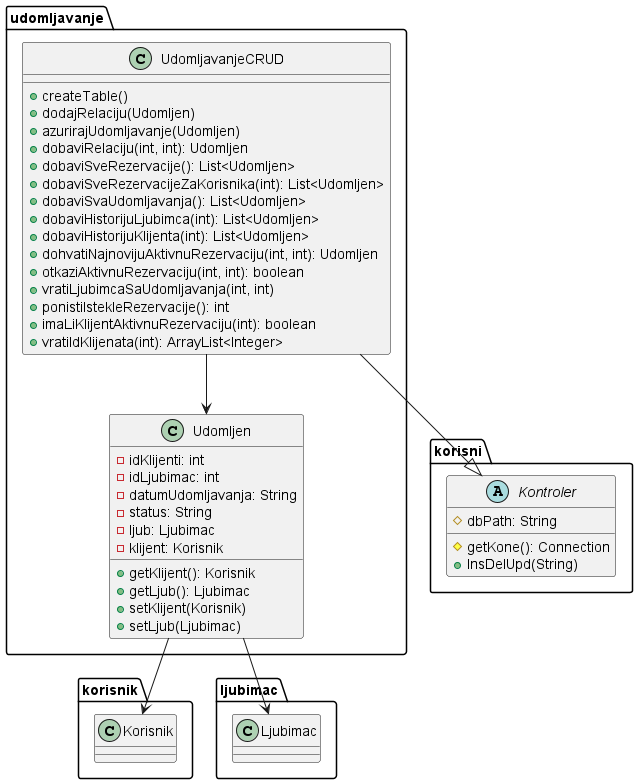 udomljavanje
C UdomljavanjeCRUD
createTable()
dodajRelaciju(Udomljen)
azurirajUdomljavanje(Udomljen)
dobaviRelaciju(int, int): Udomljen
dobaviSveRezervacije(): List<Udomljen>
dobaviSveRezervacijeZaKorisnika(int): List<Udomljen>
dobaviSvaUdomljavanja(): List<Udomljen>
dobaviHistorijuLjubimca(int): List<Udomljen>
dobaviHistorijuKlijenta(int): List<Udomljen>
dohvatiNajnovijuAktivnuRezervaciju(int, int): Udomljen
otkaziAktivnuRezervaciju(int, int): boolean
vratiLjubimcaSaUdomljavanja(int, int)
ponistiIstekleRezervacije(): int
imaLiKlijentAktivnuRezervaciju(int): boolean
vratiIdKlijenata(int): ArrayList<Integer>
C Udomljen
idKlijenti: int
idLjubimac: int
datumUdomljavanja: String
status: String
ljub: Ljubimac
klijent: Korisnik
getKlijent(): Korisnik
getLjub(): Ljubimac
setKlijent(Korisnik)
setLjub(Ljubimac)
korisni
A Kontroler
dbPath: String
getKone(): Connection
InsDelUpd(String)
korisnik
C Korisnik
ljubimac
C Ljubimac